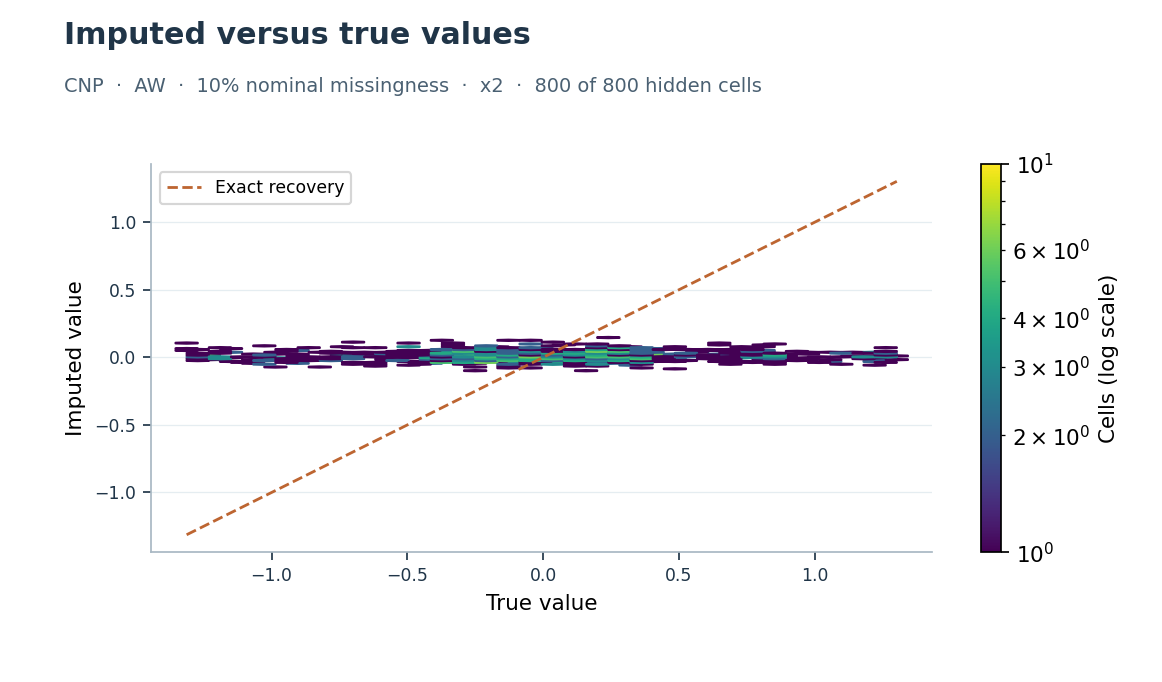 Imputed versus true values
CNP · AW · 10% nominal missingness · x2 · 800 of 800 hidden cells
Exact recovery
1.0
0.5
0.0
−0.5
−1.0
Imputed value
−1.0
−0.5
0.0
0.5
1.0
True value
10¹
6 × 10⁰
4 × 10⁰
3 × 10⁰
2 × 10⁰
10⁰
Cells (log scale)